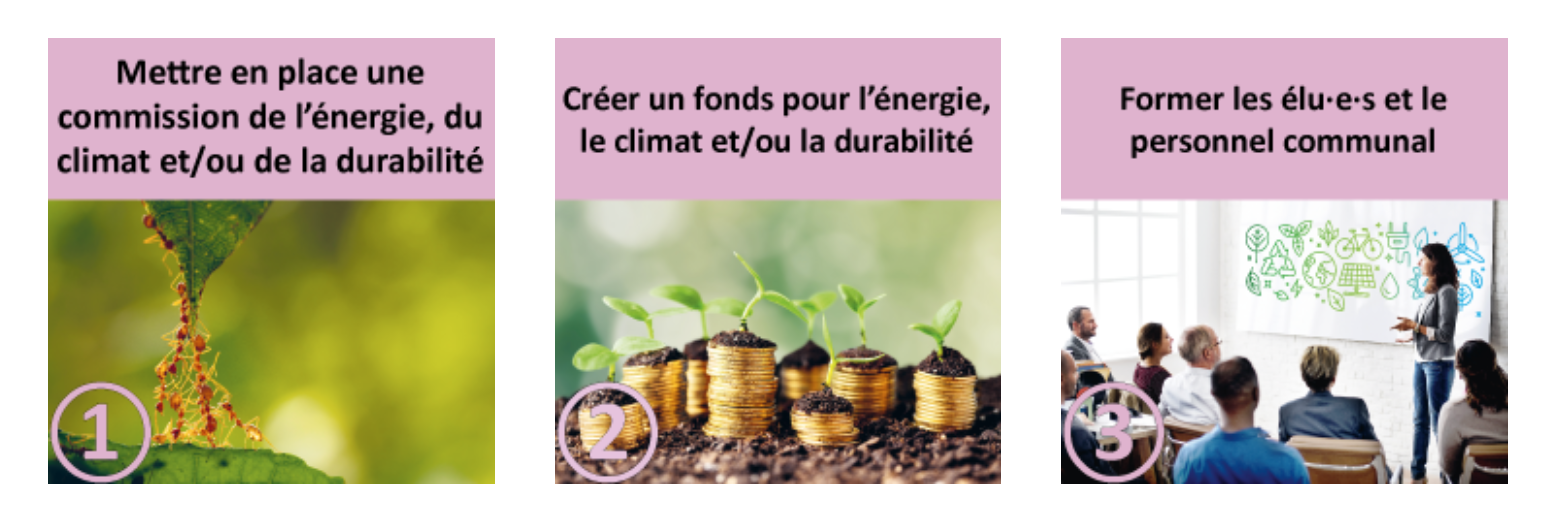 Mettre en place une
commission de l'énergie, du
climat et/ou de la durabilité
1
Créer un fonds pour l'énergie,
le climat et/ou la durabilité
2
Former les élu·e·s et le
personnel communal
3